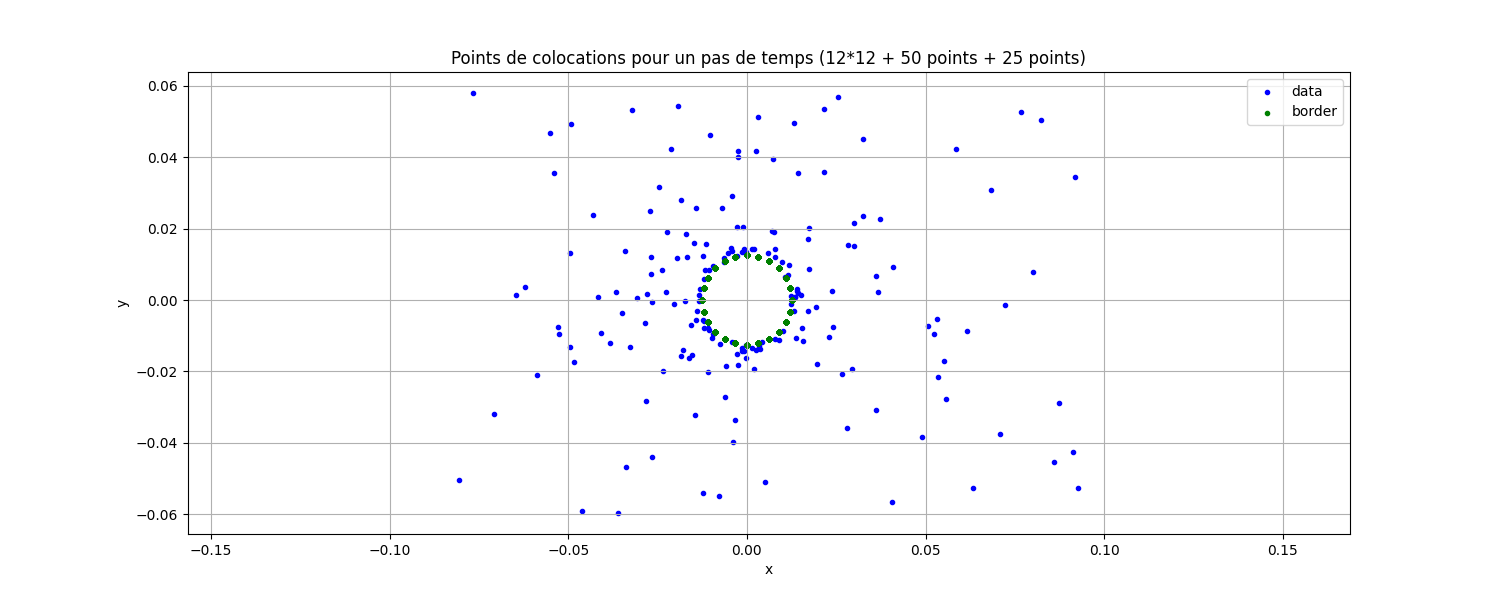 Points de colocations pour un pas de temps (12*12 + 50 points + 25 points)
data
border
0.06
0.04
0.02
0.00
−0.02
−0.04
−0.06
y
−0.15
−0.10
−0.05
0.00
0.05
0.10
0.15
x